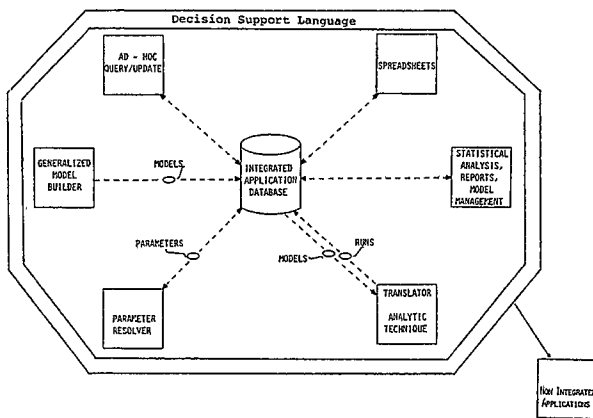 Decision Support Language
AD - HOC
QUERY/UPDATE
SPREADSHEETS
GENERALIZED
MODEL
BUILDER
MODELS
INTEGRATED
APPLICATION
DATABASE
STATISTICAL
ANALYSIS,
REPORTS,
MODEL
MANAGEMENT
PARAMETERS
MODELS
RUNS
PARAMETER
RESOLVER
TRANSLATOR
ANALYTIC
TECHNIQUE
NON INTEGRATED
APPLICATIONS